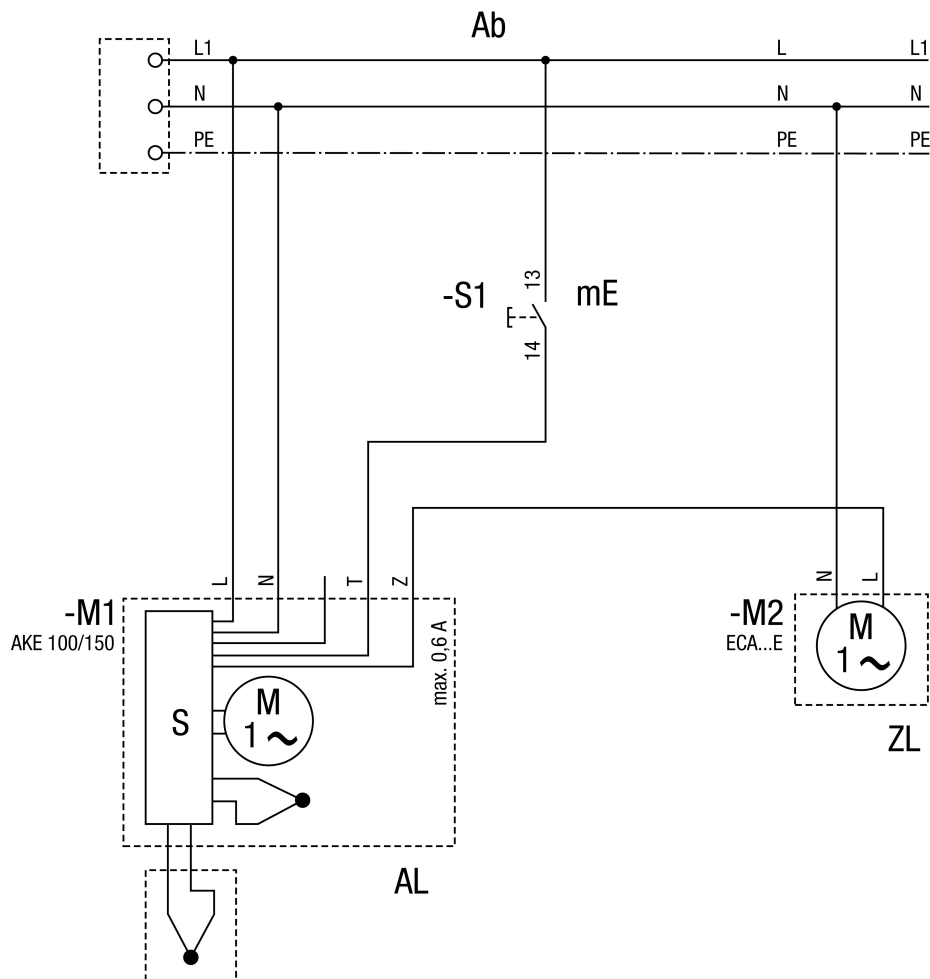 Ab
L1 L L1
N N N
PE PE PE
13
-S1 mE
14
L N T Z
N L
-M1
AKE 100/150
max. 0,6 A
-M2
ECA...E
M
1~
S
M
1~
ZL
AL